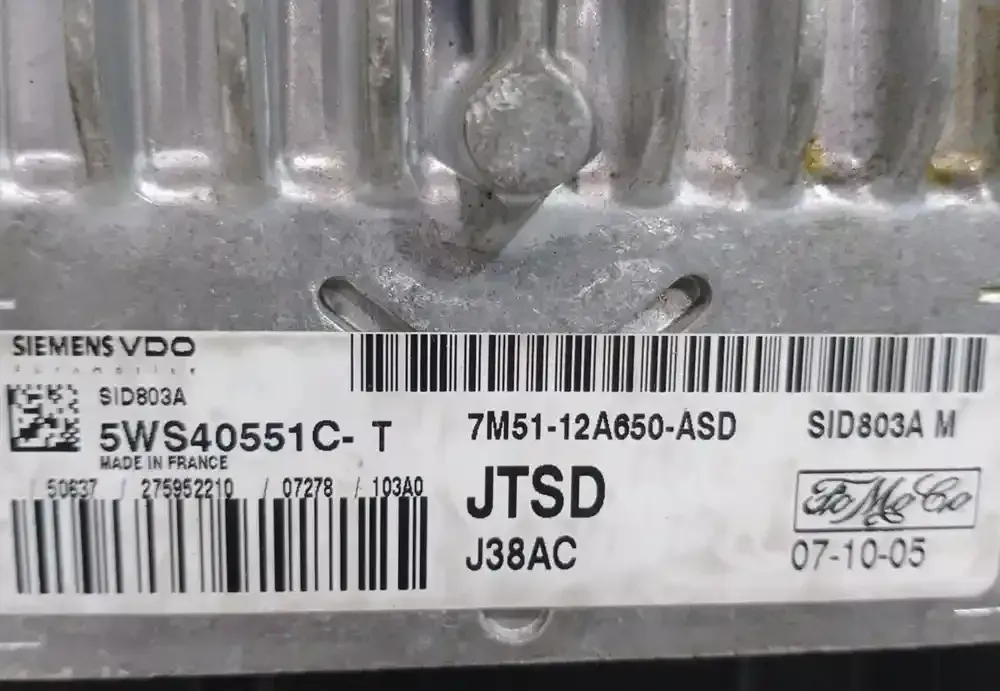 SIEMENS VDO
Automotive
SID803A
5WS40551C- T
MADE IN FRANCE
/ 50637 / 275952210 / 07278 / 103A0
7M51-12A650-ASD
SID803A M
JTSD
J38AC
FoMoCo
07-10-05